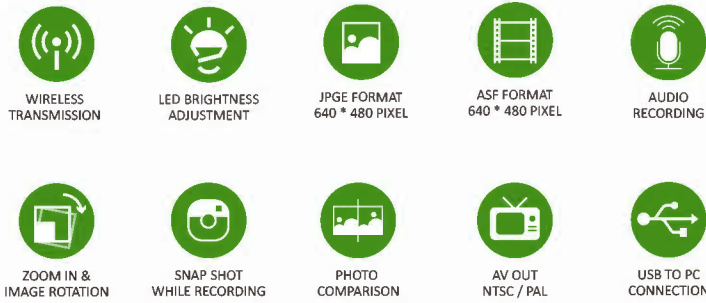 WIRELESS
TRANSMISSION
LED BRIGHTNESS
ADJUSTMENT
JPGE FORMAT
640 * 480 PIXEL
ASF FORMAT
640 * 480 PIXEL
AUDIO
RECORDING
ZOOM IN &
IMAGE ROTATION
SNAP SHOT
WHILE RECORDING
PHOTO
COMPARISON
AV OUT
NTSC / PAL
USB TO PC
CONNECTION